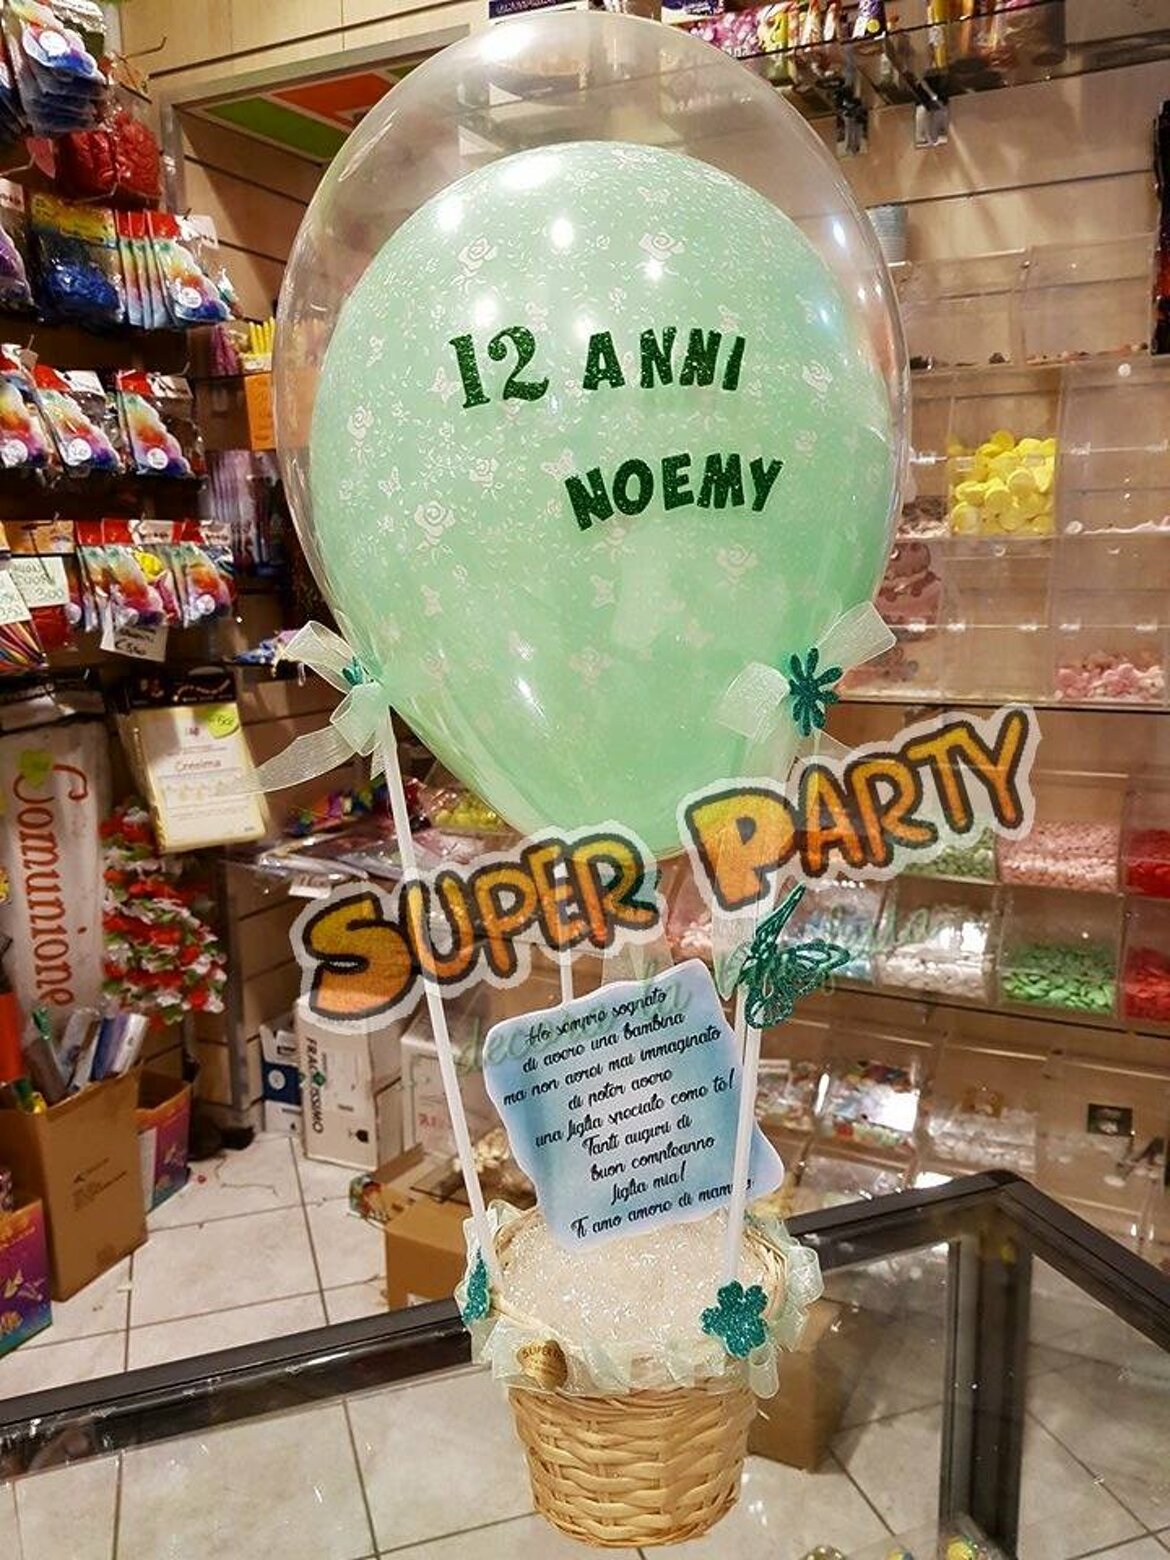 12 ANNI
NOEMY
SUPER PARTY
Ho sempre sognato
di avere una bambina
ma non avrei mai immaginato
di poter avere
una figlia speciale come te!
Tanti auguri di
buon compleanno
figlia mia!
Ti amo amore di mamma
Comunione
Cresima
SUPER